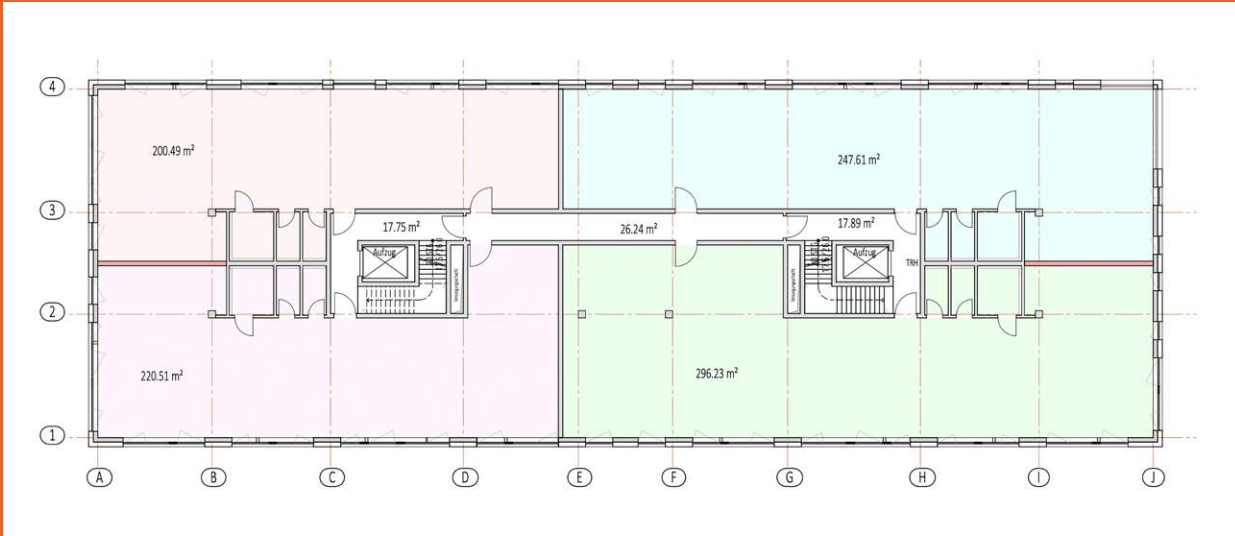 4
200.49 m²
247.61 m²
3
17.75 m²
26.24 m²
17.89 m²
Aufzug
Aufzug
TRH
2
220.51 m²
296.23 m²
1
A
B
C
D
E
F
G
H
I
J